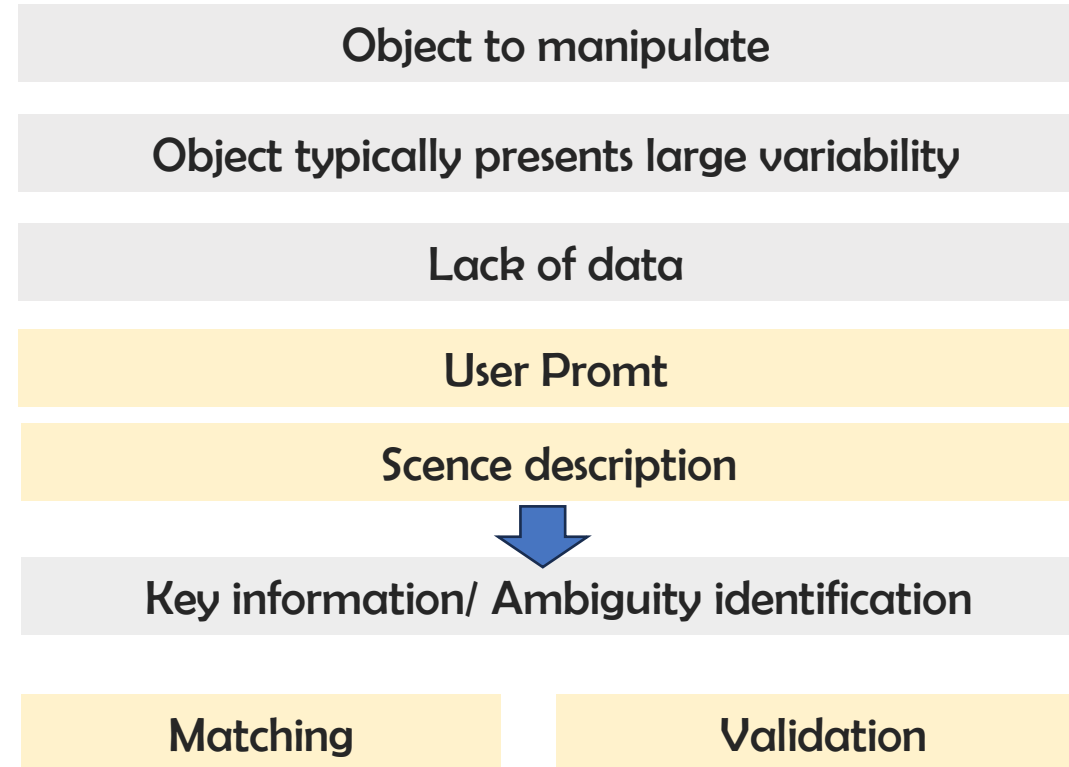 Object to manipulate
Object typically presents large variability
Lack of data
User Promt
Scence description
Key information/ Ambiguity identification
Matching
Validation